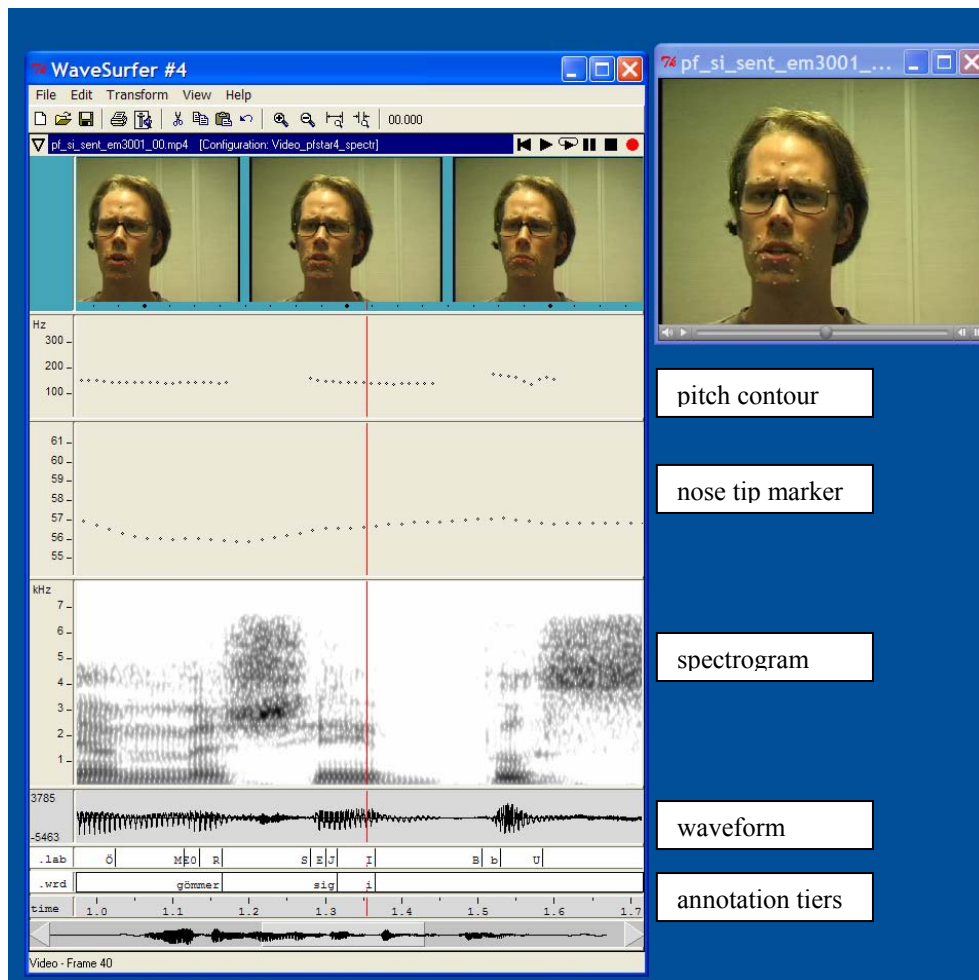 WaveSurfer #4
pf_si_sent_em3001_...
File Edit Transform View Help
00.000
pf_si_sent_em3001_00.mp4 [Configuration: Video_pfstar4_spectr]
Hz
300
200
100
pitch contour
61
60
59
58
57
56
55
nose tip marker
kHz
7
6
5
4
3
2
1
spectrogram
3785
-5463
waveform
.lab Ö M E0 R S E J I B b U
.wrd gömmer sig i
annotation tiers
time 1.0 1.1 1.2 1.3 1.4 1.5 1.6 1.7
Video - Frame 40